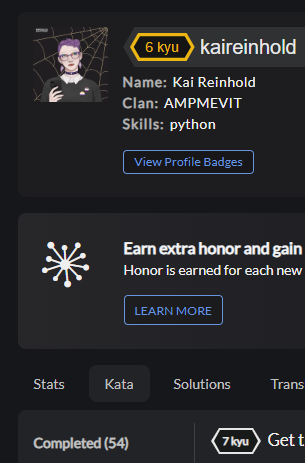 6 kyu kaireinhold
Name: Kai Reinhold
Clan: AMPMEVIT
Skills: python
View Profile Badges
Earn extra honor and gain
Honor is earned for each new
LEARN MORE
Stats Kata Solutions Trans
Completed (54) 7 kyu Get t